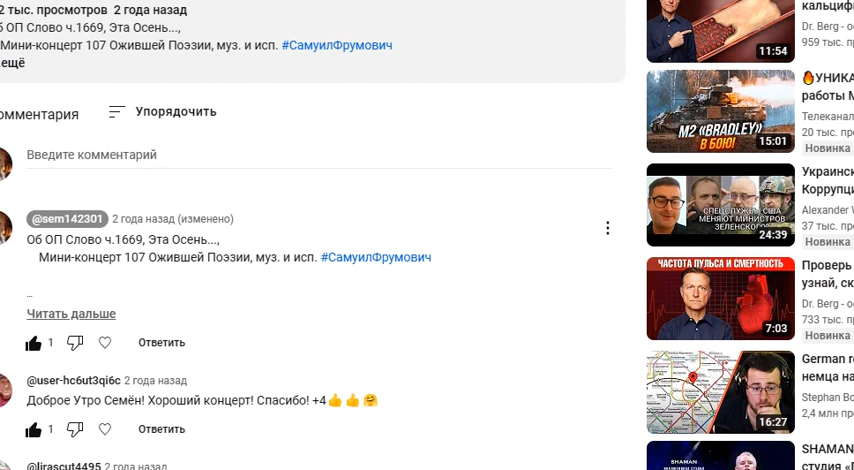 2 тыс. просмотров 2 года назад
б ОП Слово ч.1669, Эта Осень...,
Мини-концерт 107 Ожившей Поэзии, муз. и исп. #СамуилФрумович
ещё
омментария
Упорядочить
Введите комментарий
@sem142301 2 года назад (изменено)
Об ОП Слово ч.1669, Эта Осень...,
Мини-концерт 107 Ожившей Поэзии, муз. и исп. #СамуилФрумович
...
Читать дальше
1
Ответить
@user-hc6ut3qi6c 2 года назад
Доброе Утро Семён! Хороший концерт! Спасибо! +4👍👍🤗
1
Ответить
@lirascut4495 2 года назад
кальцифи
Dr. Berg - о
959 тыс. п
11:54
🔥УНИКА
работы М
Телеканал
20 тыс. пр
Новинка
М2 «BRADLEY»
В БОЮ!
15:01
Украинск
Коррупци
Alexander W
37 тыс. пр
Новинка
СПЕЦСЛУЖБЫ США
МЕНЯЮТ МИНИСТРОВ
ЗЕЛЕНСКОГО
24:39
ЧАСТОТА ПУЛЬСА И СМЕРТНОСТЬ
Проверь
узнай, ск
Dr. Berg - о
733 тыс. п
Новинка
7:03
German re
немца на
Stephan Bo
2,4 млн пр
16:27
SHAMAN
SHAMAN
студия «Г